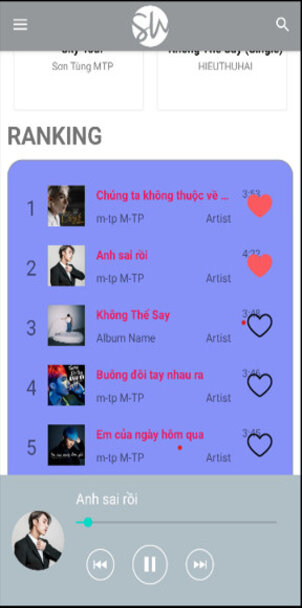 SW
Sky Tour
Không Thể Say (Single)
Sơn Tùng MTP
HIEUTHUHAI
RANKING
1
Chúng ta không thuộc về ...
3:53
m-tp M-TP
Artist
2
Anh sai rồi
4:22
m-tp M-TP
Artist
3
Không Thể Say
3:48
Album Name
Artist
4
Buông đôi tay nhau ra
3:46
m-tp M-TP
Artist
5
Em của ngày hôm qua
3:45
m-tp M-TP
Artist
Anh sai rồi